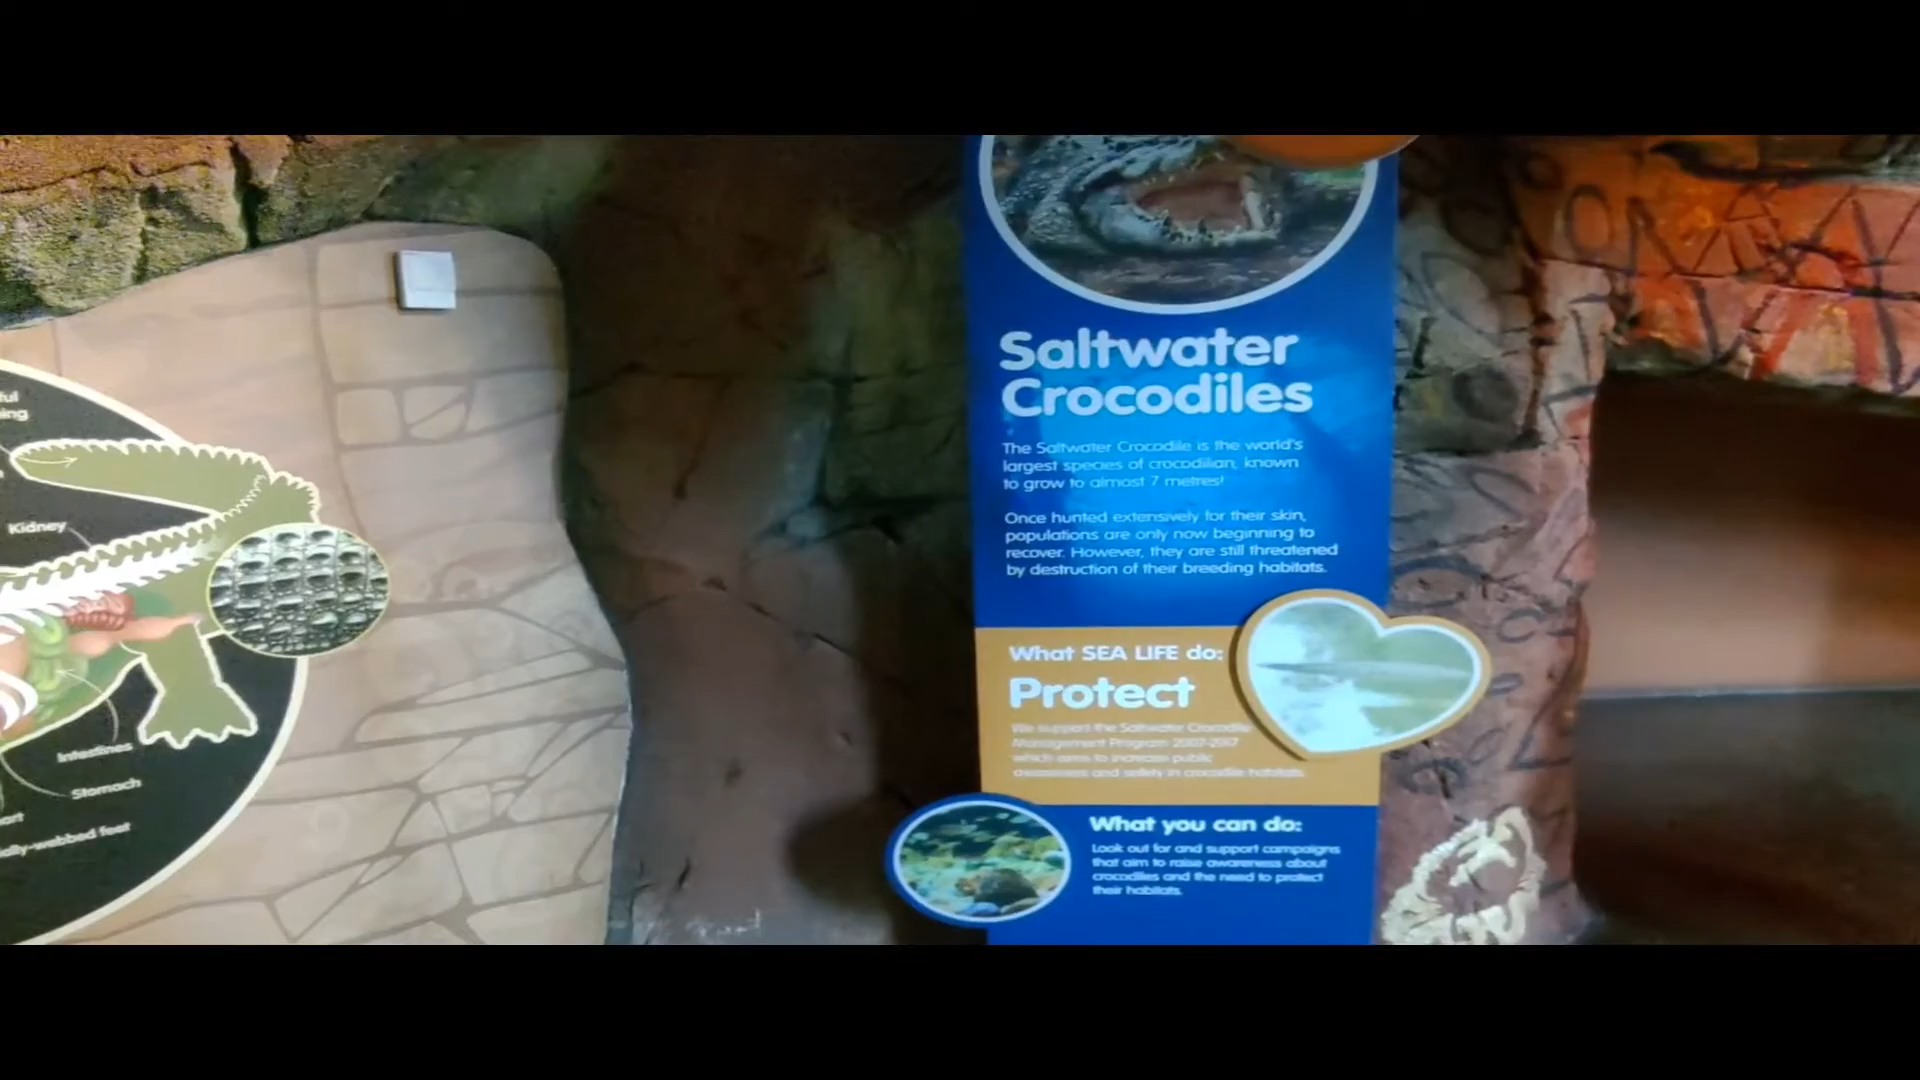 Kidney
Intestines
Stomach
Saltwater
Crocodiles
The Saltwater Crocodile is the world's
largest species of crocodilian, known
to grow to almost 7 metres!
Once hunted extensively for their skin,
populations are only now beginning to
recover. However, they are still threatened
by destruction of their breeding habitats.
What SEA LIFE do:
Protect
We support the Saltwater Crocodile
Management Program 2007-2017
which aims to increase public
awareness and safety in crocodile habitats.
What you can do:
Look out for and support campaigns
that aim to raise awareness about
crocodiles and the need to protect
their habitats.